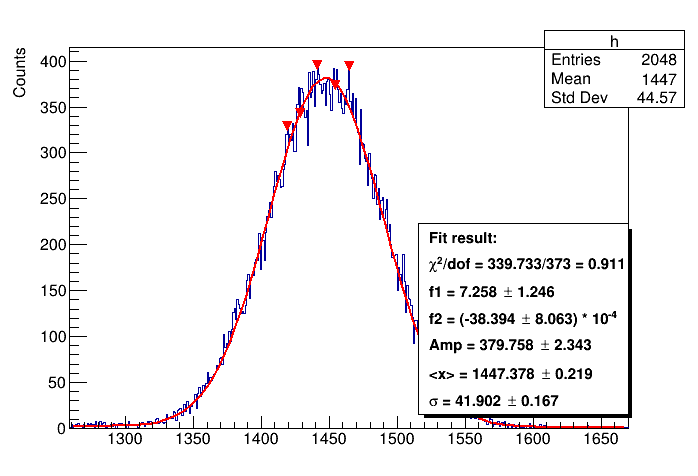 h
Entries 2048
Mean 1447
Std Dev 44.57
Counts
400
350
300
250
200
150
100
50
0
1300 1350 1400 1450 1500 1550 1600 1650
Fit result:
χ²/dof = 339.733/373 = 0.911
f1 = 7.258 ± 1.246
f2 = (-38.394 ± 8.063) * 10⁻⁴
Amp = 379.758 ± 2.343
<x> = 1447.378 ± 0.219
σ = 41.902 ± 0.167